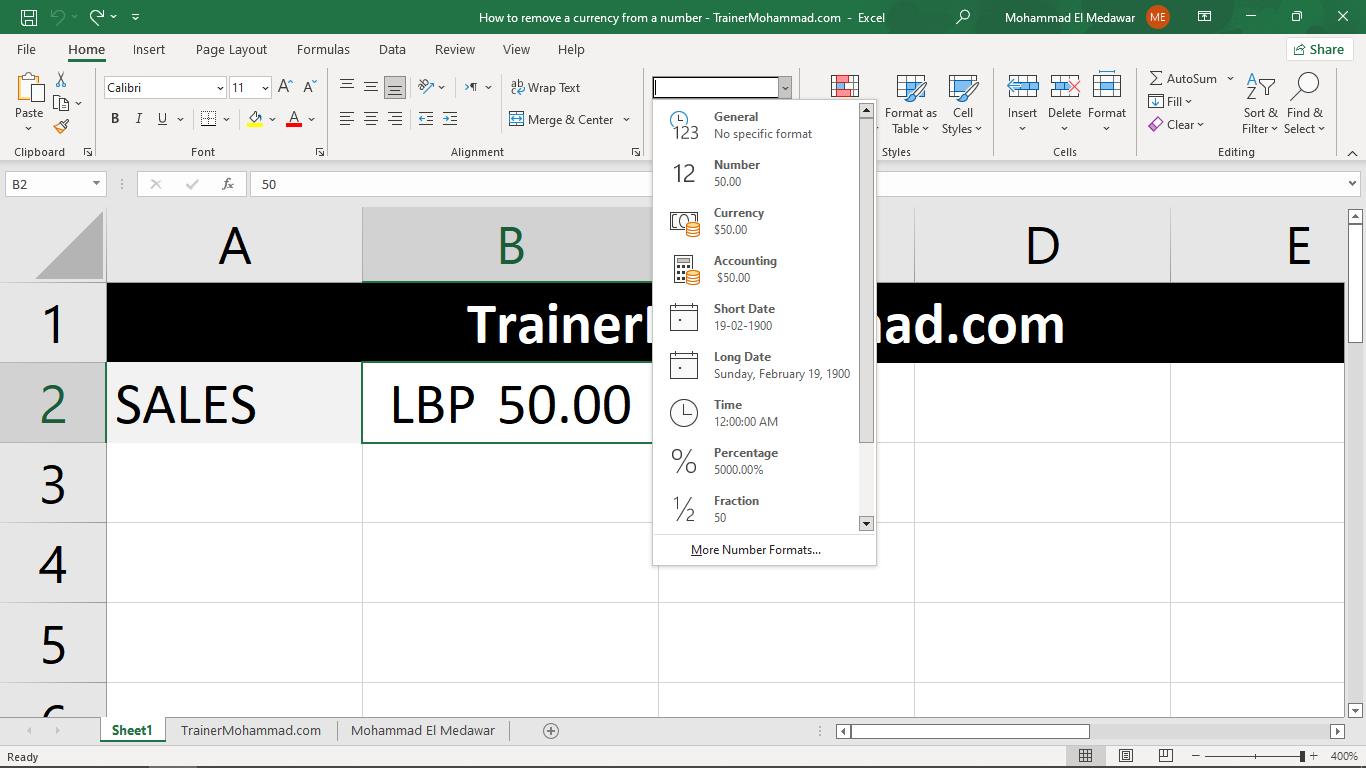 How to remove a currency from a number - TrainerMohammad.com - Excel
Mohammad El Medawar
ME
File Home Insert Page Layout Formulas Data Review View Help
Share
Paste
Calibri 11
B I U
Wrap Text
Merge & Center
Format as Table
Cell Styles
Insert
Delete
Format
AutoSum
Fill
Clear
Sort & Filter
Find & Select
Clipboard
Font
Alignment
Styles
Cells
Editing
B2
fx
50
General
No specific format
Number
50.00
Currency
$50.00
Accounting
$50.00
Short Date
19-02-1900
Long Date
Sunday, February 19, 1900
Time
12:00:00 AM
Percentage
5000.00%
Fraction
50
More Number Formats...
123
12
%
½
A B D E
1
Trainer
mad.com
2
SALES
LBP 50.00
3
4
5
Sheet1 TrainerMohammad.com Mohammad El Medawar
Ready
400%